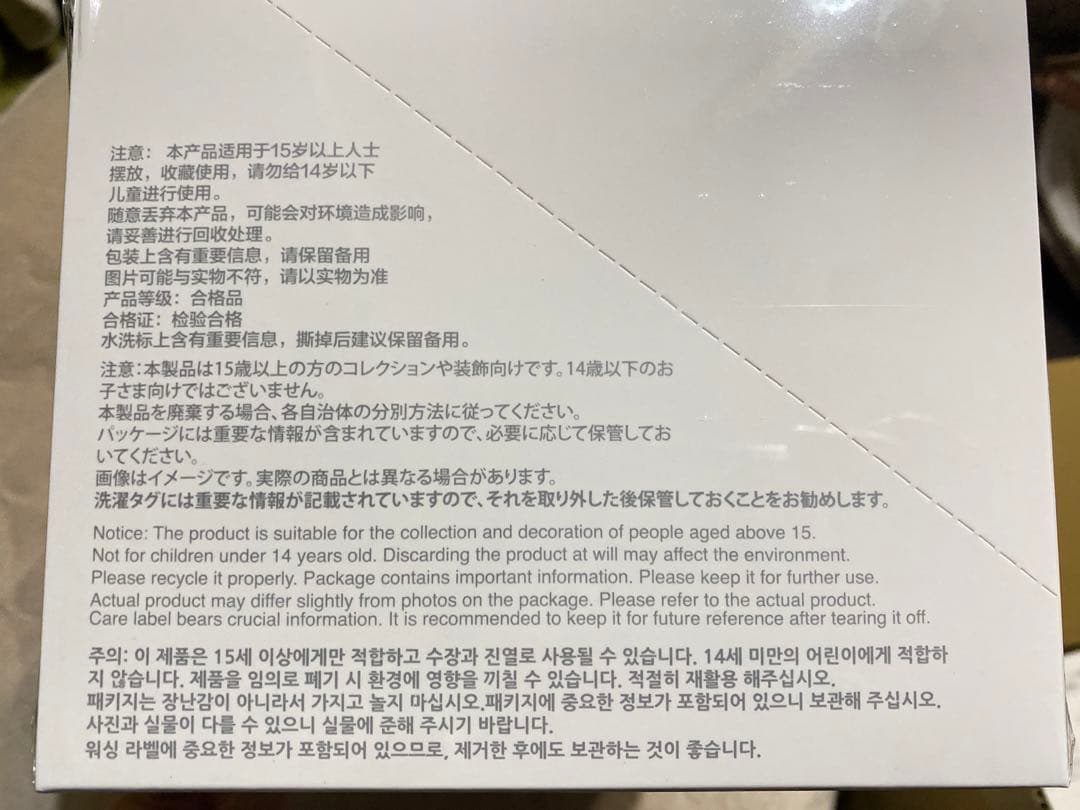 注意： 本产品适用于15岁以上人士
摆放，收藏使用，请勿给14岁以下
儿童进行使用。
随意丢弃本产品，可能会对环境造成影响，
请妥善进行回收处理。
包装上含有重要信息，请保留备用
图片可能与实物不符，请以实物为准
产品等级：合格品
合格证：检验合格
水洗标上含有重要信息，撕掉后建议保留备用。
注意：本製品は15歳以上の方のコレクションや装飾向けです。14歳以下のお
子さま向けではございません。
本製品を廃棄する場合、各自治体の分別方法に従ってください。
パッケージには重要な情報が含まれていますので、必要に応じて保管してお
いてください。
画像はイメージです。実際の商品とは異なる場合があります。
洗濯タグには重要な情報が記載されていますので、それを取り外した後保管しておくことをお勧めします。
Notice: The product is suitable for the collection and decoration of people aged above 15.
Not for children under 14 years old. Discarding the product at will may affect the environment.
Please recycle it properly. Package contains important information. Please keep it for further use.
Actual product may differ slightly from photos on the package. Please refer to the actual product.
Care label bears crucial information. It is recommended to keep it for future reference after tearing it off.
주의: 이 제품은 15세 이상에게만 적합하고 수장과 진열로 사용될 수 있습니다. 14세 미만의 어린이에게 적합하
지 않습니다. 제품을 임의로 폐기 시 환경에 영향을 끼칠 수 있습니다. 적절히 재활용 해주십시오.
패키지는 장난감이 아니라서 가지고 놀지 마십시오.패키지에 중요한 정보가 포함되어 있으니 보관해 주십시오.
사진과 실물이 다를 수 있으니 실물에 준해 주시기 바랍니다.
워싱 라벨에 중요한 정보가 포함되어 있으므로, 제거한 후에도 보관하는 것이 좋습니다.